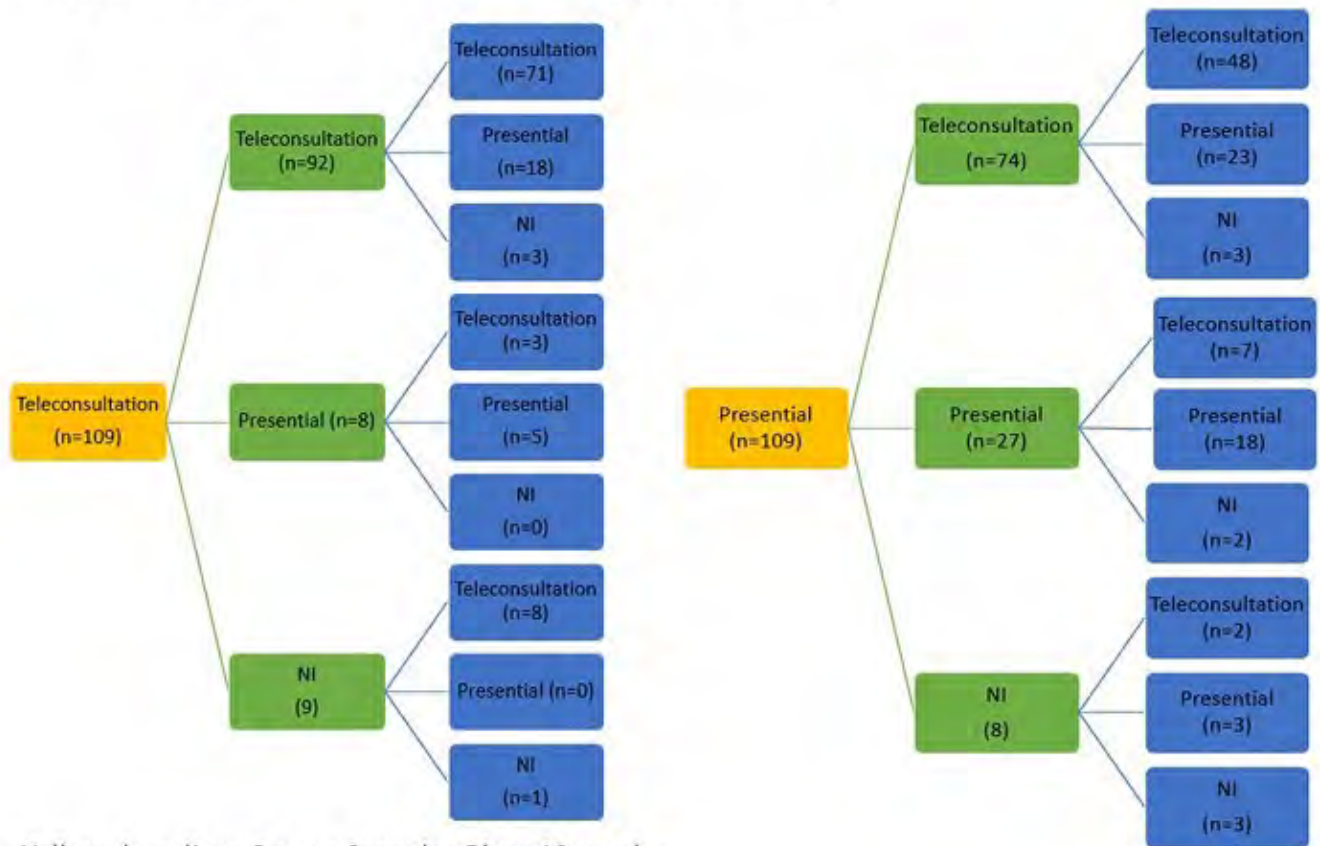 Teleconsultation
(n=109)
Teleconsultation
(n=92)
Teleconsultation
(n=71)
Presential
(n=18)
NI
(n=3)
Presential (n=8)
Teleconsultation
(n=3)
Presential
(n=5)
NI
(n=0)
NI
(9)
Teleconsultation
(n=8)
Presential (n=0)
NI
(n=1)
Presential
(n=109)
Teleconsultation
(n=74)
Teleconsultation
(n=48)
Presential
(n=23)
NI
(n=3)
Presential
(n=27)
Teleconsultation
(n=7)
Presential
(n=18)
NI
(n=2)
NI
(8)
Teleconsultation
(n=2)
Presential
(n=3)
NI
(n=3)